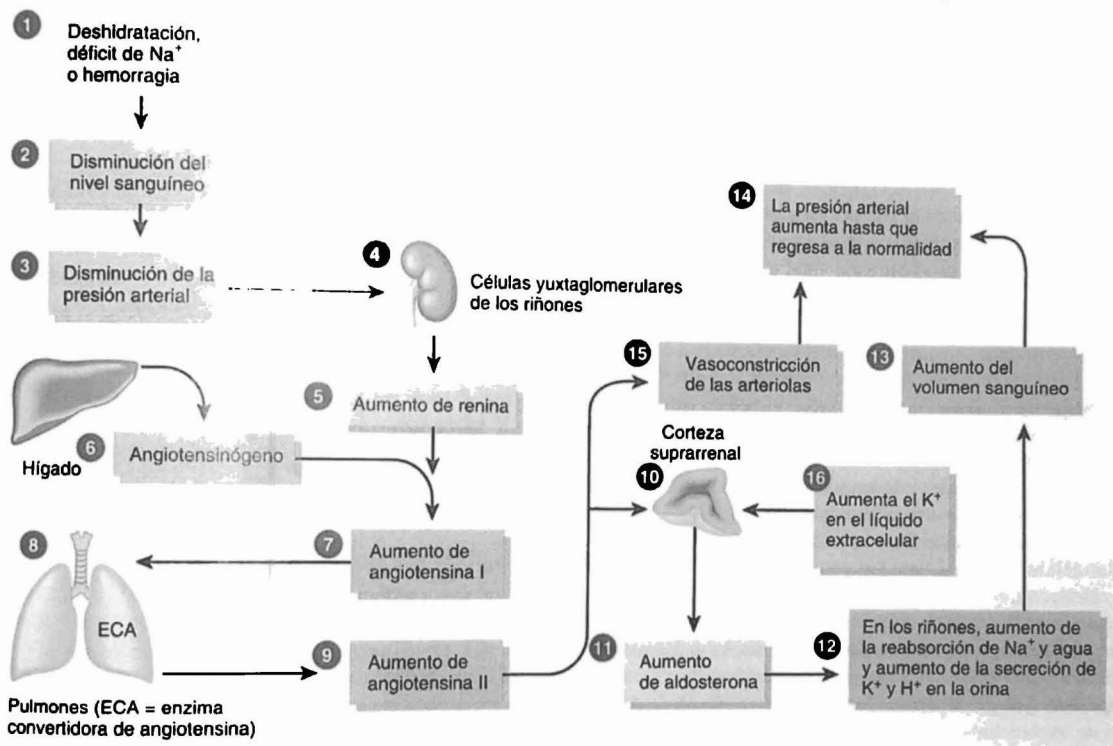 1
Deshidratación,
déficit de Na⁺
o hemorragia
2
Disminución del
nivel sanguíneo
3
Disminución de la
presión arterial
4
Células yuxtaglomerulares
de los riñones
5
Aumento de renina
Hígado
6
Angiotensinógeno
7
Aumento de
angiotensina I
8
ECA
Pulmones (ECA = enzima
convertidora de angiotensina)
9
Aumento de
angiotensina II
Corteza
suprarrenal
10
11
Aumento
de aldosterona
12
En los riñones, aumento de
la reabsorción de Na⁺ y agua
y aumento de la secreción de
K⁺ y H⁺ en la orina
13
Aumento del
volumen sanguíneo
14
La presión arterial
aumenta hasta que
regresa a la normalidad
15
Vasoconstricción
de las arteriolas
16
Aumenta el K⁺
en el líquido
extracelular